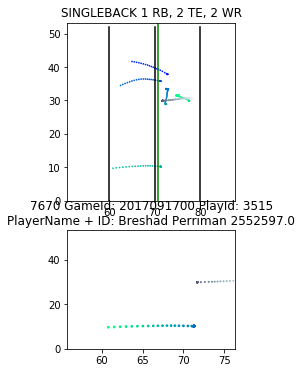 SINGLEBACK 1 RB, 2 TE, 2 WR
50
40
30
20
10
0
60 70 80
7670 GameId: 2017091700 PlayId: 3515
PlayerName + ID: Breshad Perriman 2552597.0
40
20
0
60 65 70 75